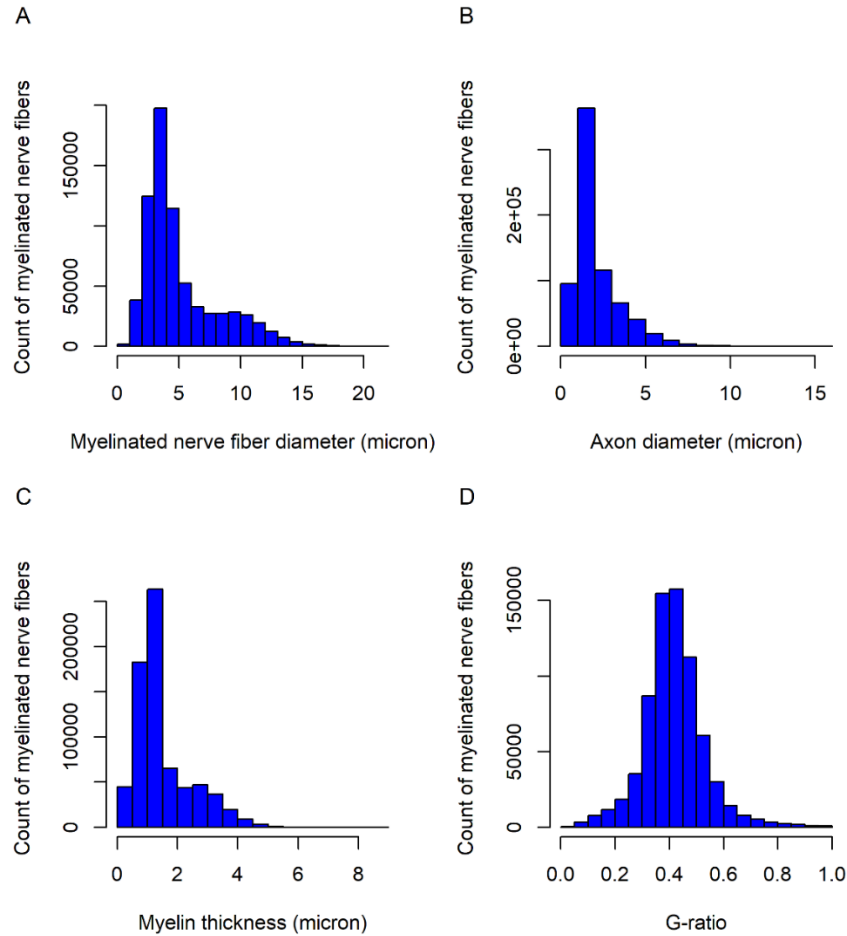 A
Count of myelinated nerve fibers
0
50000
150000
0
5
10
15
20
Myelinated nerve fiber diameter (micron)
B
Count of myelinated nerve fibers
0e+00
2e+05
0
5
10
15
Axon diameter (micron)
C
Count of myelinated nerve fibers
0
100000
200000
0
2
4
6
8
Myelin thickness (micron)
D
Count of myelinated nerve fibers
0
50000
150000
0.0
0.2
0.4
0.6
0.8
1.0
G-ratio